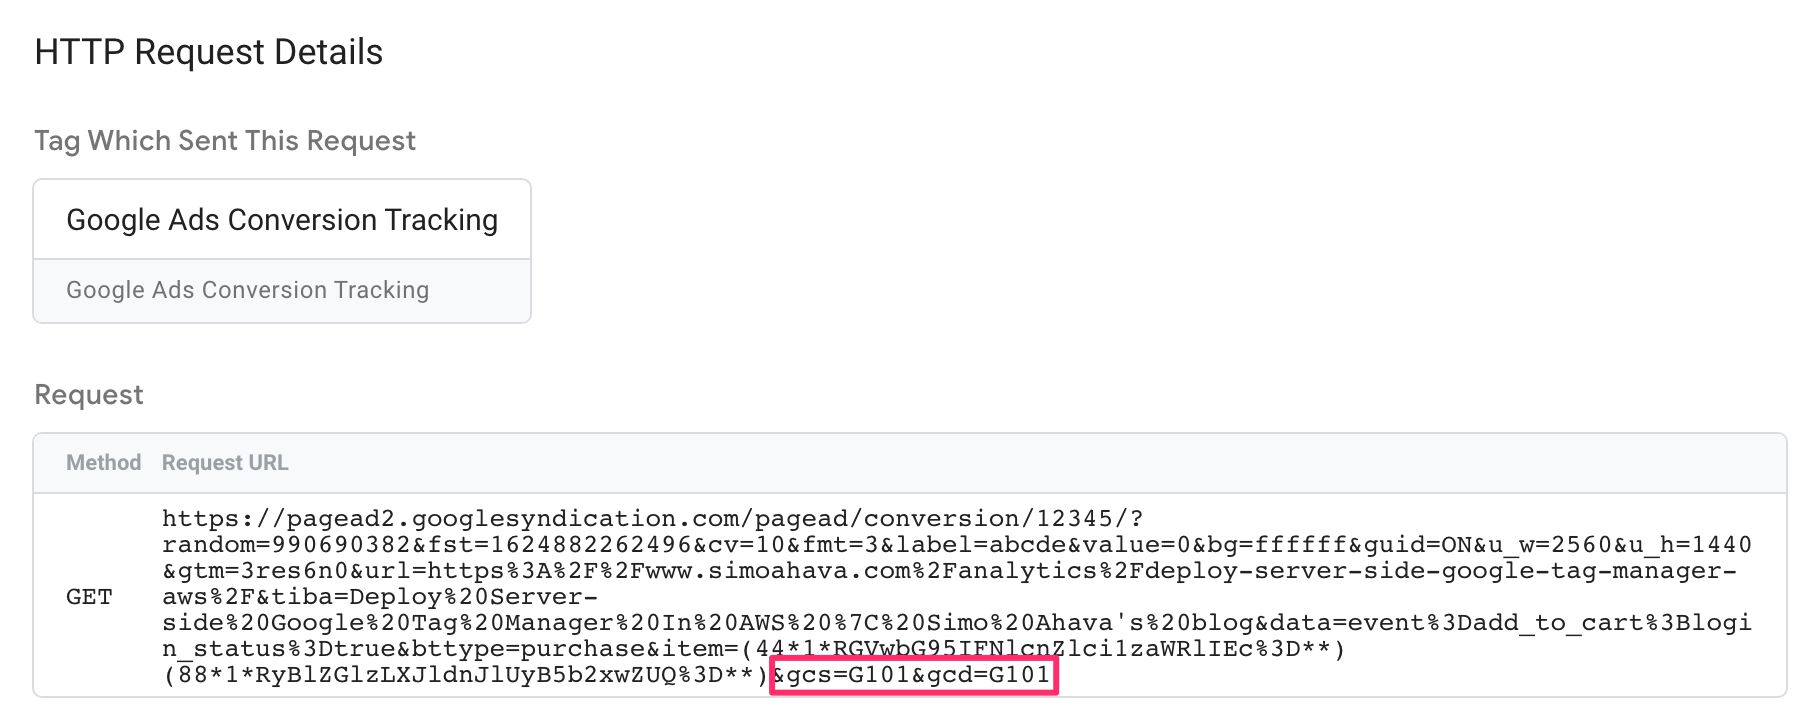 HTTP Request Details
Tag Which Sent This Request
Google Ads Conversion Tracking
Google Ads Conversion Tracking
Request
Method Request URL
GET
https://pagead2.googlesyndication.com/pagead/conversion/12345/?
random=990690382&fst=1624882262496&cv=10&fmt=3&label=abcde&value=0&bg=ffffff&guid=ON&u_w=2560&u_h=1440
&gtm=3res6n0&url=https%3A%2F%2Fwww.simoahava.com%2Fanalytics%2Fdeploy-server-side-google-tag-manager-
aws%2F&tiba=Deploy%20Server-
side%20Google%20Tag%20Manager%20In%20AWS%20%7C%20Simo%20Ahava's%20blog&data=event%3Dadd_to_cart%3Blogi
n_status%3Dtrue&bttype=purchase&item=(44*1*RGVwbG95IFNlcnZlci1zaWRlIEc%3D**)
(88*1*RyBlZGlzLXJldnJlUyB5b2xwZUQ%3D**)&gcs=G101&gcd=G101